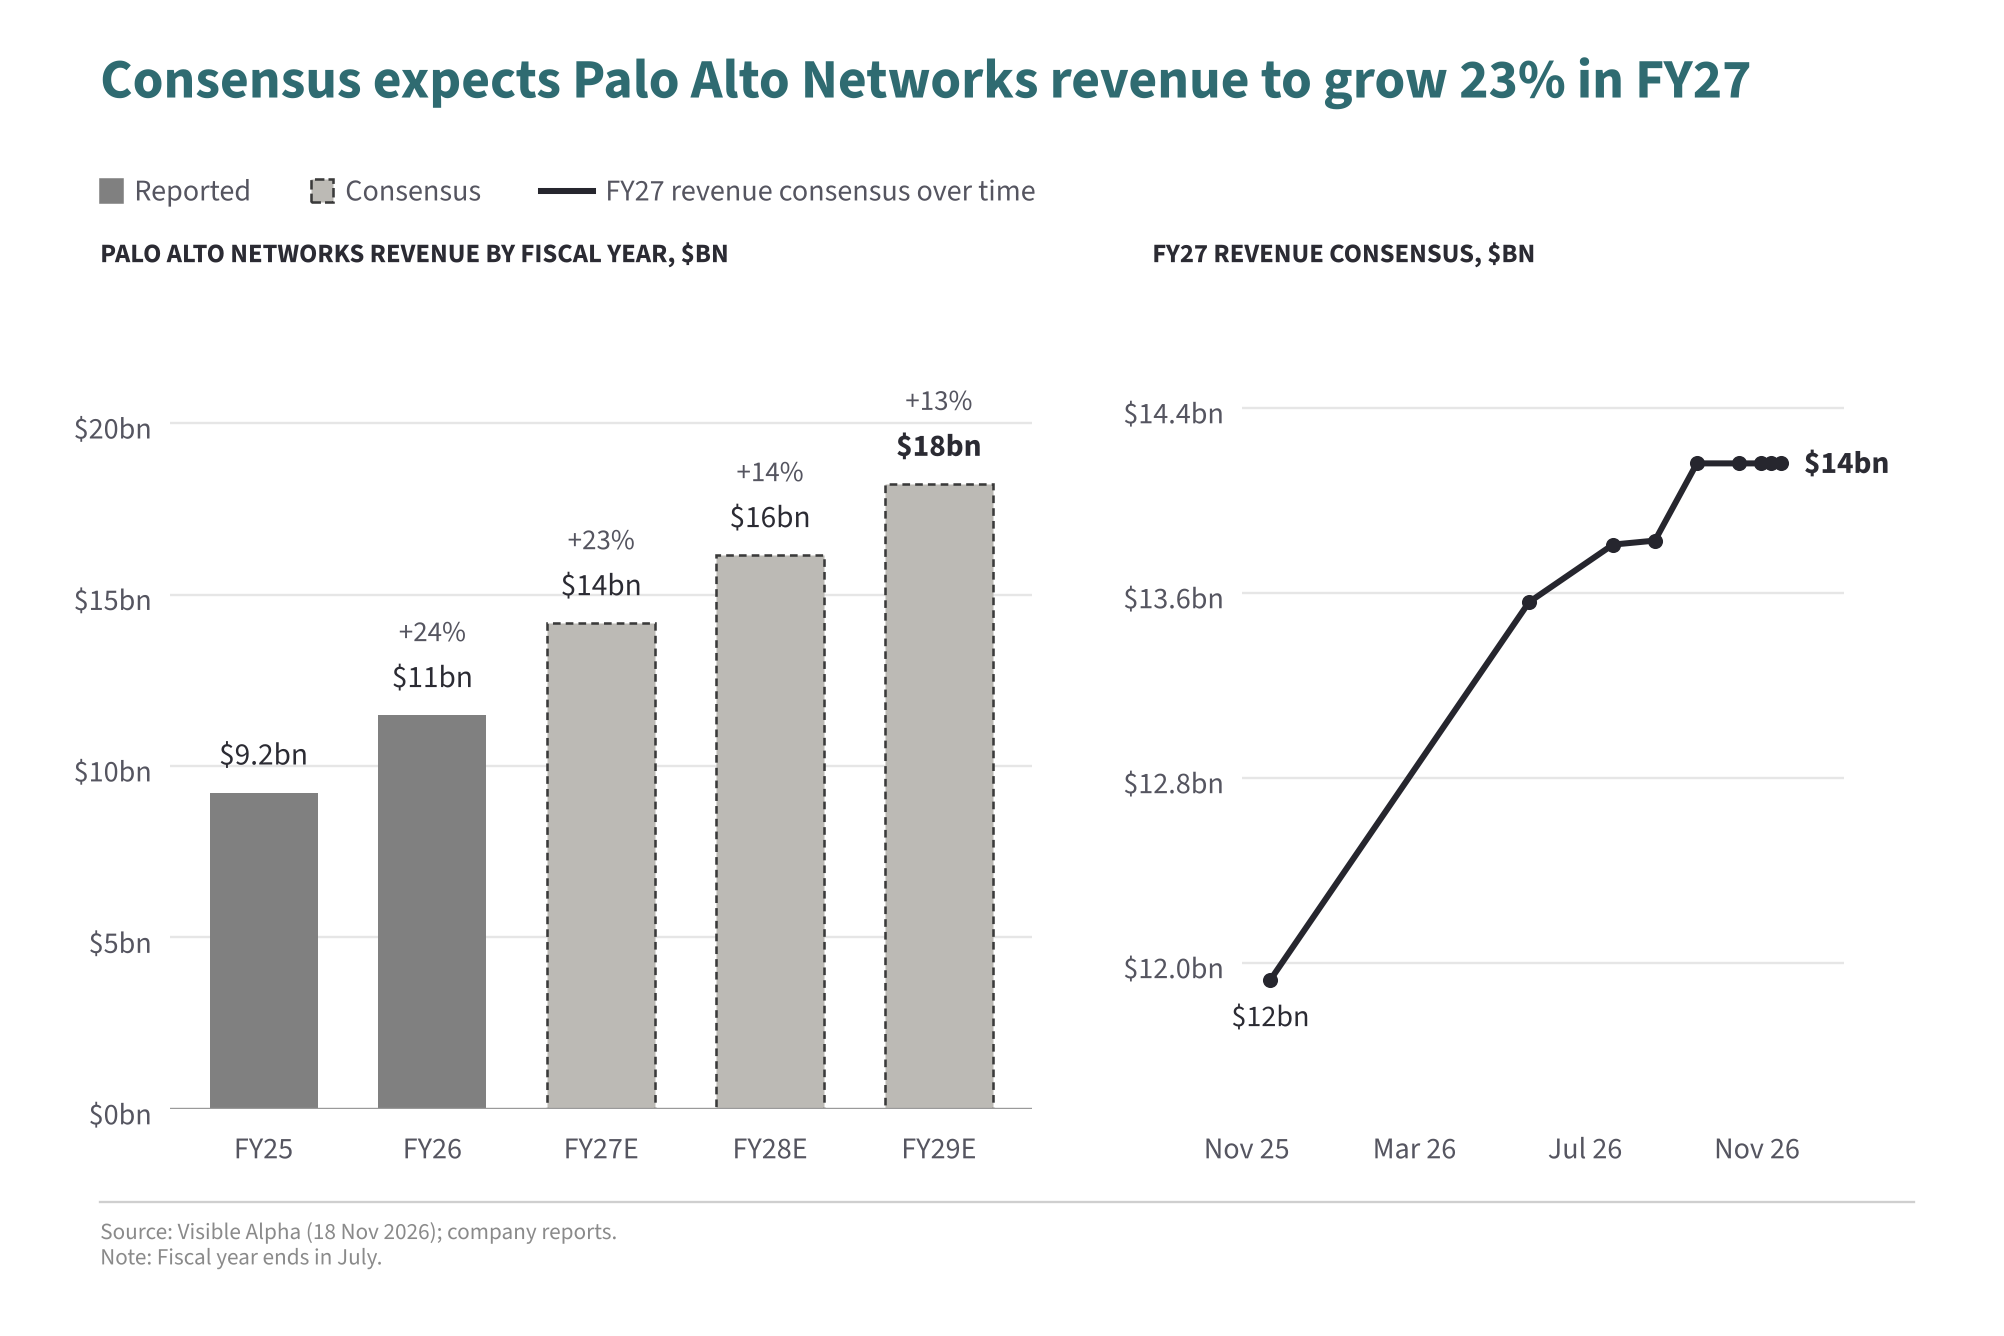 Consensus expects Palo Alto Networks revenue to grow 23% in FY27
Reported
Consensus
FY27 revenue consensus over time
PALO ALTO NETWORKS REVENUE BY FISCAL YEAR, $BN
$20bn
$15bn
$10bn
$5bn
$0bn
$9.2bn
+24%
$11bn
+23%
$14bn
+14%
$16bn
+13%
$18bn
FY25
FY26
FY27E
FY28E
FY29E
FY27 REVENUE CONSENSUS, $BN
$14.4bn
$13.6bn
$12.8bn
$12.0bn
$12bn
$14bn
Nov 25
Mar 26
Jul 26
Nov 26
Source: Visible Alpha (18 Nov 2026); company reports.
Note: Fiscal year ends in July.